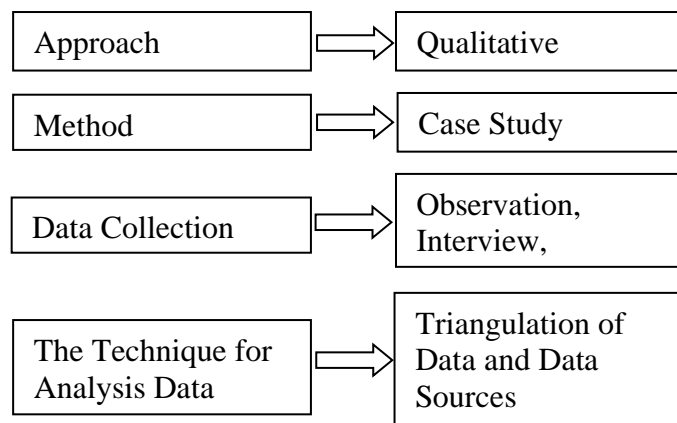 Approach
Qualitative
Method
Case Study
Data Collection
Observation,
Interview,
The Technique for
Analysis Data
Triangulation of
Data and Data
Sources